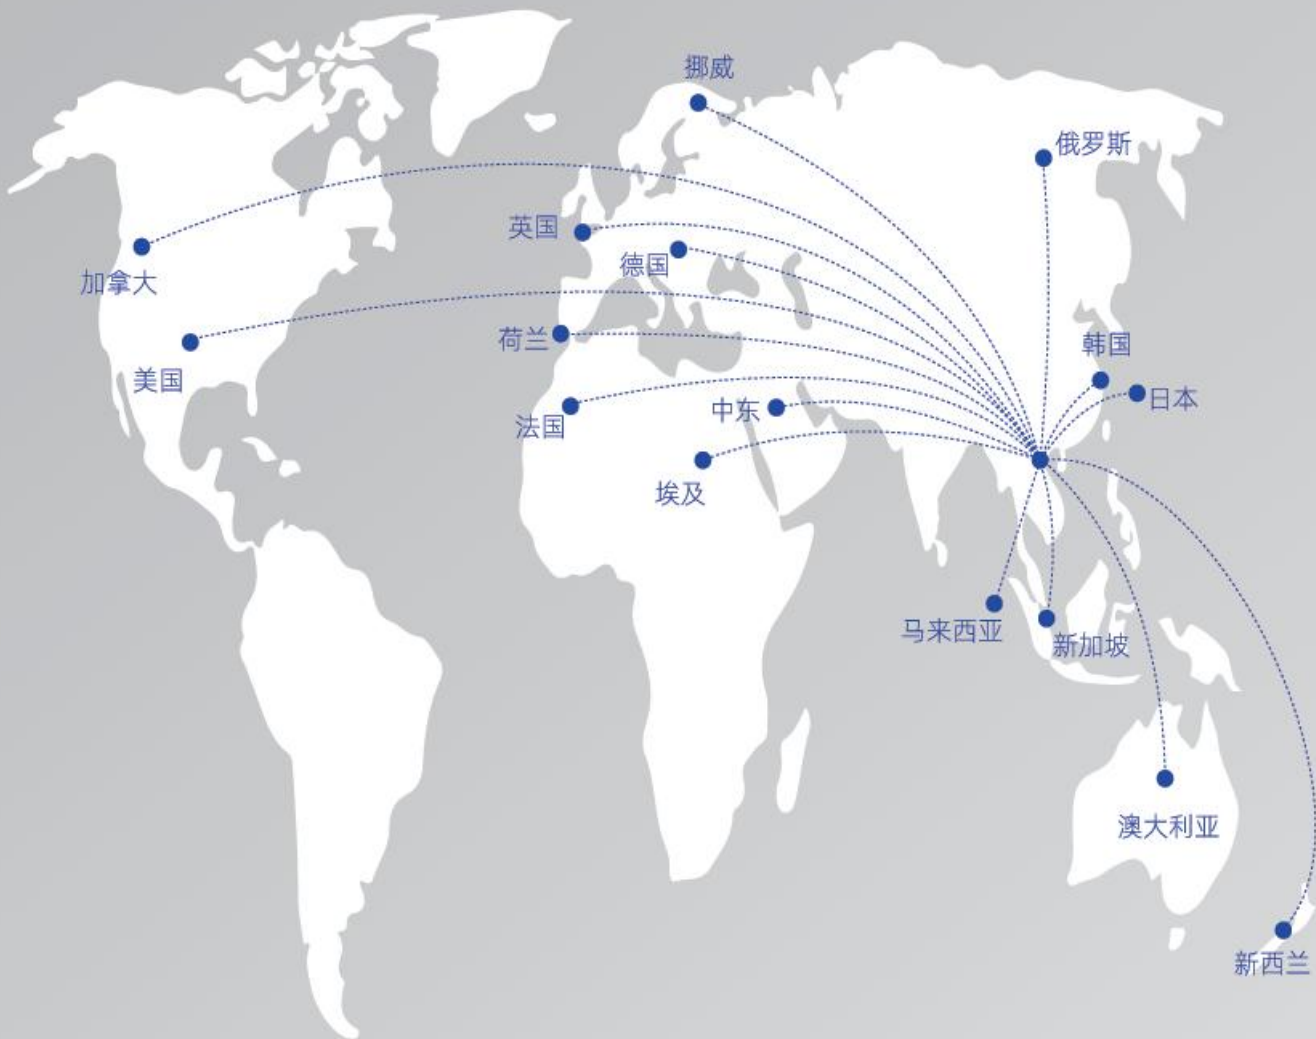 挪威
俄罗斯
英国
德国
加拿大
荷兰
韩国
美国
日本
法国
中东
埃及
马来西亚
新加坡
澳大利亚
新西兰